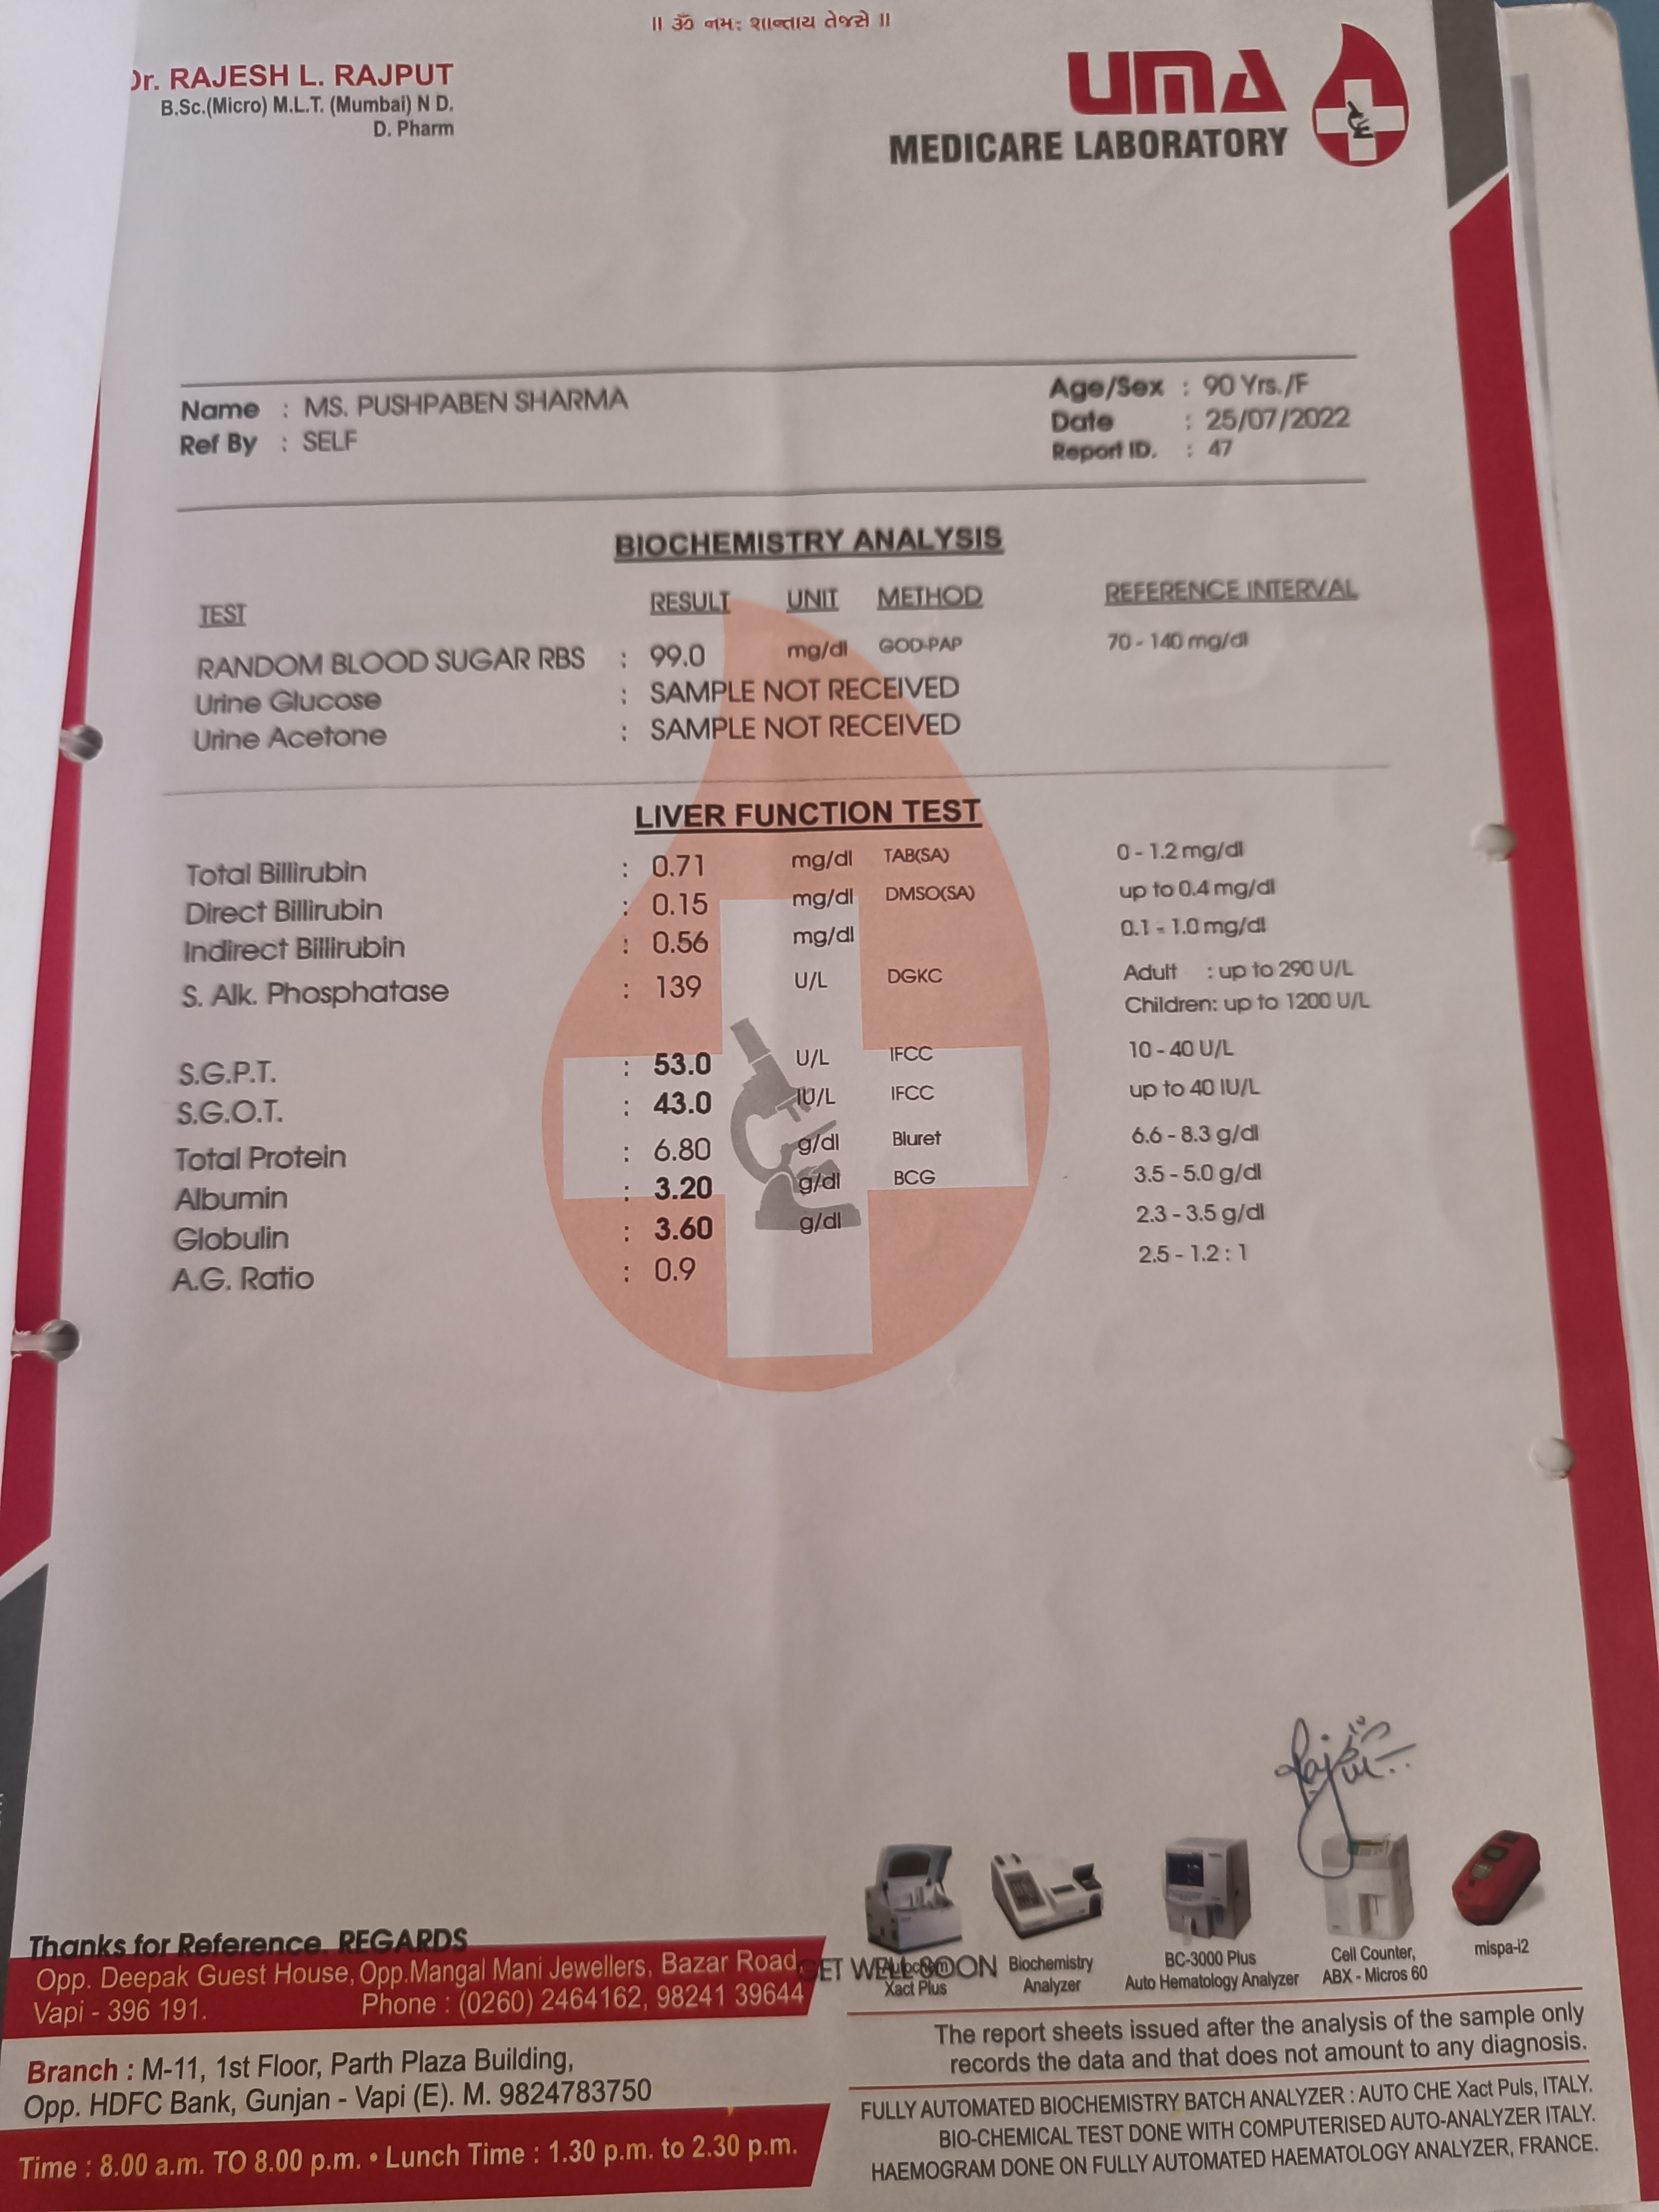 ॥ ૐ નમ: શાન્તાય તેજસે ॥
Dr. RAJESH L. RAJPUT
B.Sc.(Micro) M.L.T. (Mumbai) N D.
D. Pharm
UMA
MEDICARE LABORATORY
Name : MS. PUSHPABEN SHARMA
Ref By : SELF
Age/Sex : 90 Yrs./F
Date : 25/07/2022
Report ID. : 47
BIOCHEMISTRY ANALYSIS
TEST RESULT UNIT METHOD REFERENCE INTERVAL
RANDOM BLOOD SUGAR RBS : 99.0 mg/dl GOD-PAP 70 - 140 mg/dl
Urine Glucose : SAMPLE NOT RECEIVED
Urine Acetone : SAMPLE NOT RECEIVED
LIVER FUNCTION TEST
Total Billirubin : 0.71 mg/dl TAB(SA) 0 - 1.2 mg/dl
Direct Billirubin : 0.15 mg/dl DMSO(SA) up to 0.4 mg/dl
Indirect Billirubin : 0.56 mg/dl 0.1 - 1.0 mg/dl
S. Alk. Phosphatase : 139 U/L DGKC Adult : up to 290 U/L
Children: up to 1200 U/L
S.G.P.T. : 53.0 U/L IFCC 10 - 40 U/L
S.G.O.T. : 43.0 IU/L IFCC up to 40 IU/L
Total Protein : 6.80 g/dl Biuret 6.6 - 8.3 g/dl
Albumin : 3.20 g/dl BCG 3.5 - 5.0 g/dl
Globulin : 3.60 g/dl 2.3 - 3.5 g/dl
A.G. Ratio : 0.9 2.5 - 1.2 : 1
Thanks for Reference. REGARDS
GET WELL SOON
Opp. Deepak Guest House, Opp.Mangal Mani Jewellers, Bazar Road,
Vapi - 396 191. Phone : (0260) 2464162, 98241 39644
Branch : M-11, 1st Floor, Parth Plaza Building,
Opp. HDFC Bank, Gunjan - Vapi (E). M. 9824783750
Time : 8.00 a.m. TO 8.00 p.m. • Lunch Time : 1.30 p.m. to 2.30 p.m.
Xact Plus
Biochemistry
Analyzer
BC-3000 Plus
Auto Hematology Analyzer
Cell Counter,
ABX - Micros 60
mispa-i2
The report sheets issued after the analysis of the sample only
records the data and that does not amount to any diagnosis.
FULLY AUTOMATED BIOCHEMISTRY BATCH ANALYZER : AUTO CHE Xact Puls, ITALY.
BIO-CHEMICAL TEST DONE WITH COMPUTERISED AUTO-ANALYZER ITALY.
HAEMOGRAM DONE ON FULLY AUTOMATED HAEMATOLOGY ANALYZER, FRANCE.